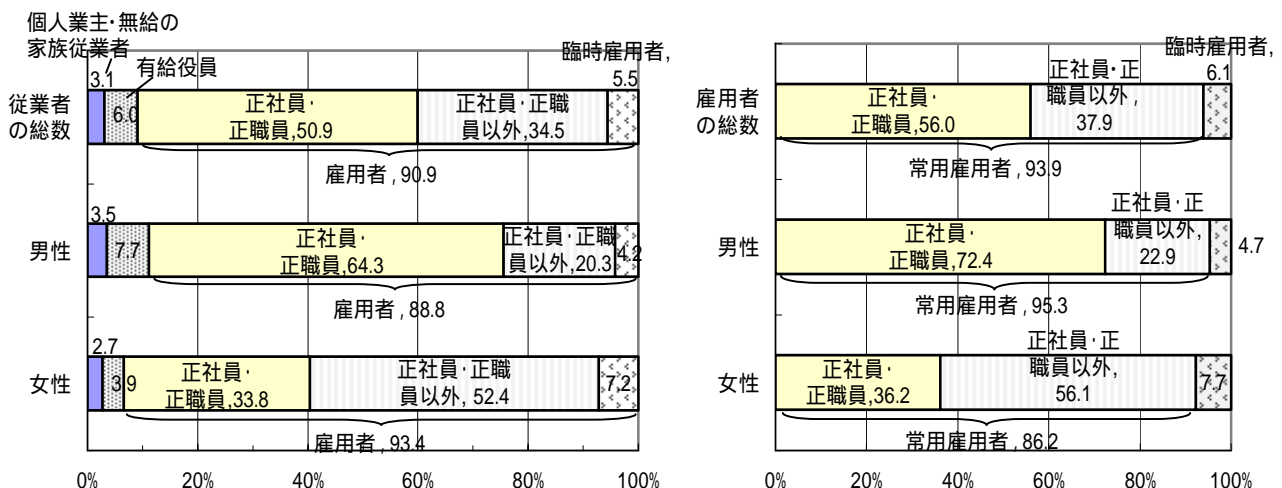 個人業主･無給の
家族従業者
3.1
有給役員
臨時雇用者,
5.5
従業者
の総数
6.0
正社員･
正職員,50.9
正社員･正職
員以外,34.5
雇用者, 90.9
3.5
男性
7.7
正社員･
正職員,64.3
正社員･正職
員以外,20.3
4.2
雇用者, 88.8
2.7
女性
3.9
正社員･
正職員,33.8
正社員･正職
員以外, 52.4
7.2
雇用者, 93.4
0%
20%
40%
60%
80%
100%
臨時雇用者,
6.1
雇用者
の総数
正社員･
正職員,56.0
正社員･正
職員以外,
37.9
常用雇用者, 93.9
男性
正社員･
正職員,72.4
正社員･正
職員以外,
22.9
4.7
常用雇用者, 95.3
女性
正社員･
正職員,36.2
正社員･正
職員以外,
56.1
7.7
常用雇用者, 86.2
0%
20%
40%
60%
80%
100%